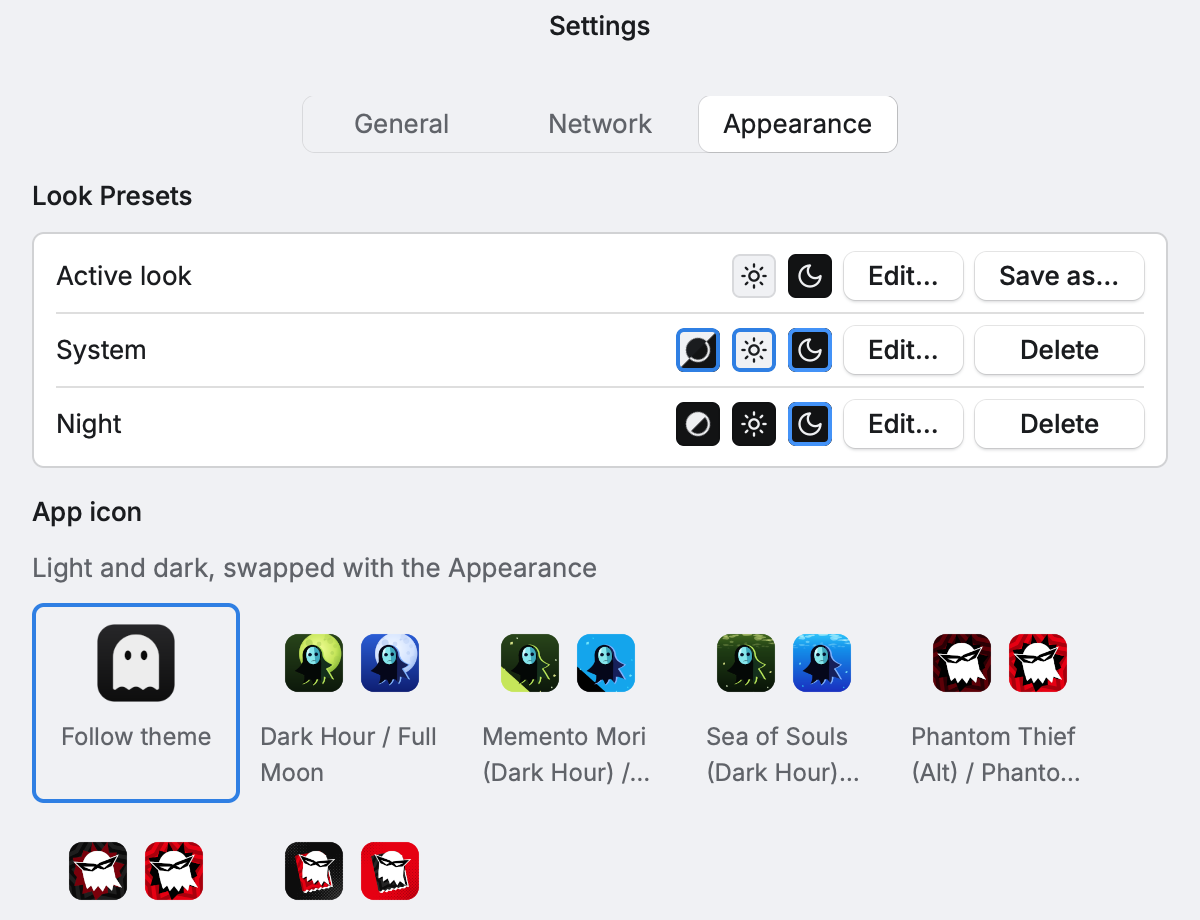 Settings
General
Network
Appearance
Look Presets
Active look
Edit...
Save as...
System
Edit...
Delete
Night
Edit...
Delete
App icon
Light and dark, swapped with the Appearance
Follow theme
Dark Hour / Full
Moon
Memento Mori
(Dark Hour) /...
Sea of Souls
(Dark Hour)...
Phantom Thief
(Alt) / Phanto...